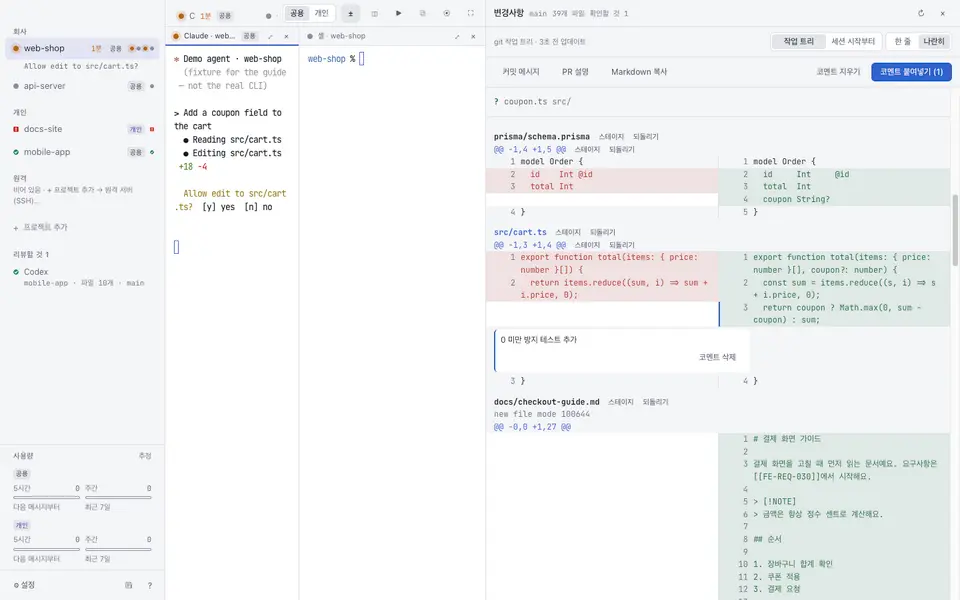 C 1분 공통
공통 개인
회사
web-shop 1분 공통
Allow edit to src/cart.ts?
api-server 공통
개인
docs-site 개인
mobile-app 공통
원격
비어 있음 · + 프로젝트 추가 → 원격 서버
(SSH)…
+ 프로젝트 추가
리뷰할 것 1
Codex
mobile-app · 파일 10개 · main
사용량 추정
공통
5시간 0 주간 0
다음 메시지부터 최근 7일
개인
5시간 0 주간 0
다음 메시지부터 최근 7일
설정 ?
Claude · web… 공통
✻ Demo agent · web-shop
(fixture for the guide
— not the real CLI)
> Add a coupon field to
the cart
● Reading src/cart.ts
● Editing src/cart.ts
+18 -4
Allow edit to src/cart
.ts? [y] yes [n] no
셸 · web-shop
web-shop %
변경사항 main 39개 파일 확인할 것 1
git 작업 트리 · 3초 전 업데이트
작업 트리 세션 시작부터 한 줄 나란히
커밋 메시지 PR 설명 Markdown 복사 코멘트 지우기 코멘트 붙여넣기 (1)
? coupon.ts src/
prisma/schema.prisma 스테이지 되돌리기
@@ -1,4 +1,5 @@ 스테이지 되돌리기
1 model Order { 1 model Order {
2 id Int @id 2 id Int @id
3 total Int 3 total Int
4 coupon String?
4 } 5 }
src/cart.ts 스테이지 되돌리기
@@ -1,3 +1,4 @@ 스테이지 되돌리기
1 export function total(items: { price:
number }[]) {
2 return items.reduce((sum, i) => sum +
i.price, 0);
1 export function total(items: { price:
number }[], coupon?: number) {
2 const sum = items.reduce((s, i) => s
+ i.price, 0);
3 return coupon ? Math.max(0, sum -
coupon) : sum;
0 미만 방지 테스트 추가
코멘트 삭제
3 } 4 }
docs/checkout-guide.md 스테이지 되돌리기
new file mode 100644
@@ -0,0 +1,27 @@
1 # 결제 화면 가이드
2
3 결제 화면을 고칠 때 먼저 읽는 문서예요. 요구사항은
[[FE-REQ-030]]에서 시작해요.
4
5 > [!NOTE]
6 > 금액은 항상 정수 센트로 계산해요.
7
8 ## 순서
9
10 1. 장바구니 합계 확인
11 2. 쿠폰 적용
12 3. 결제 요청